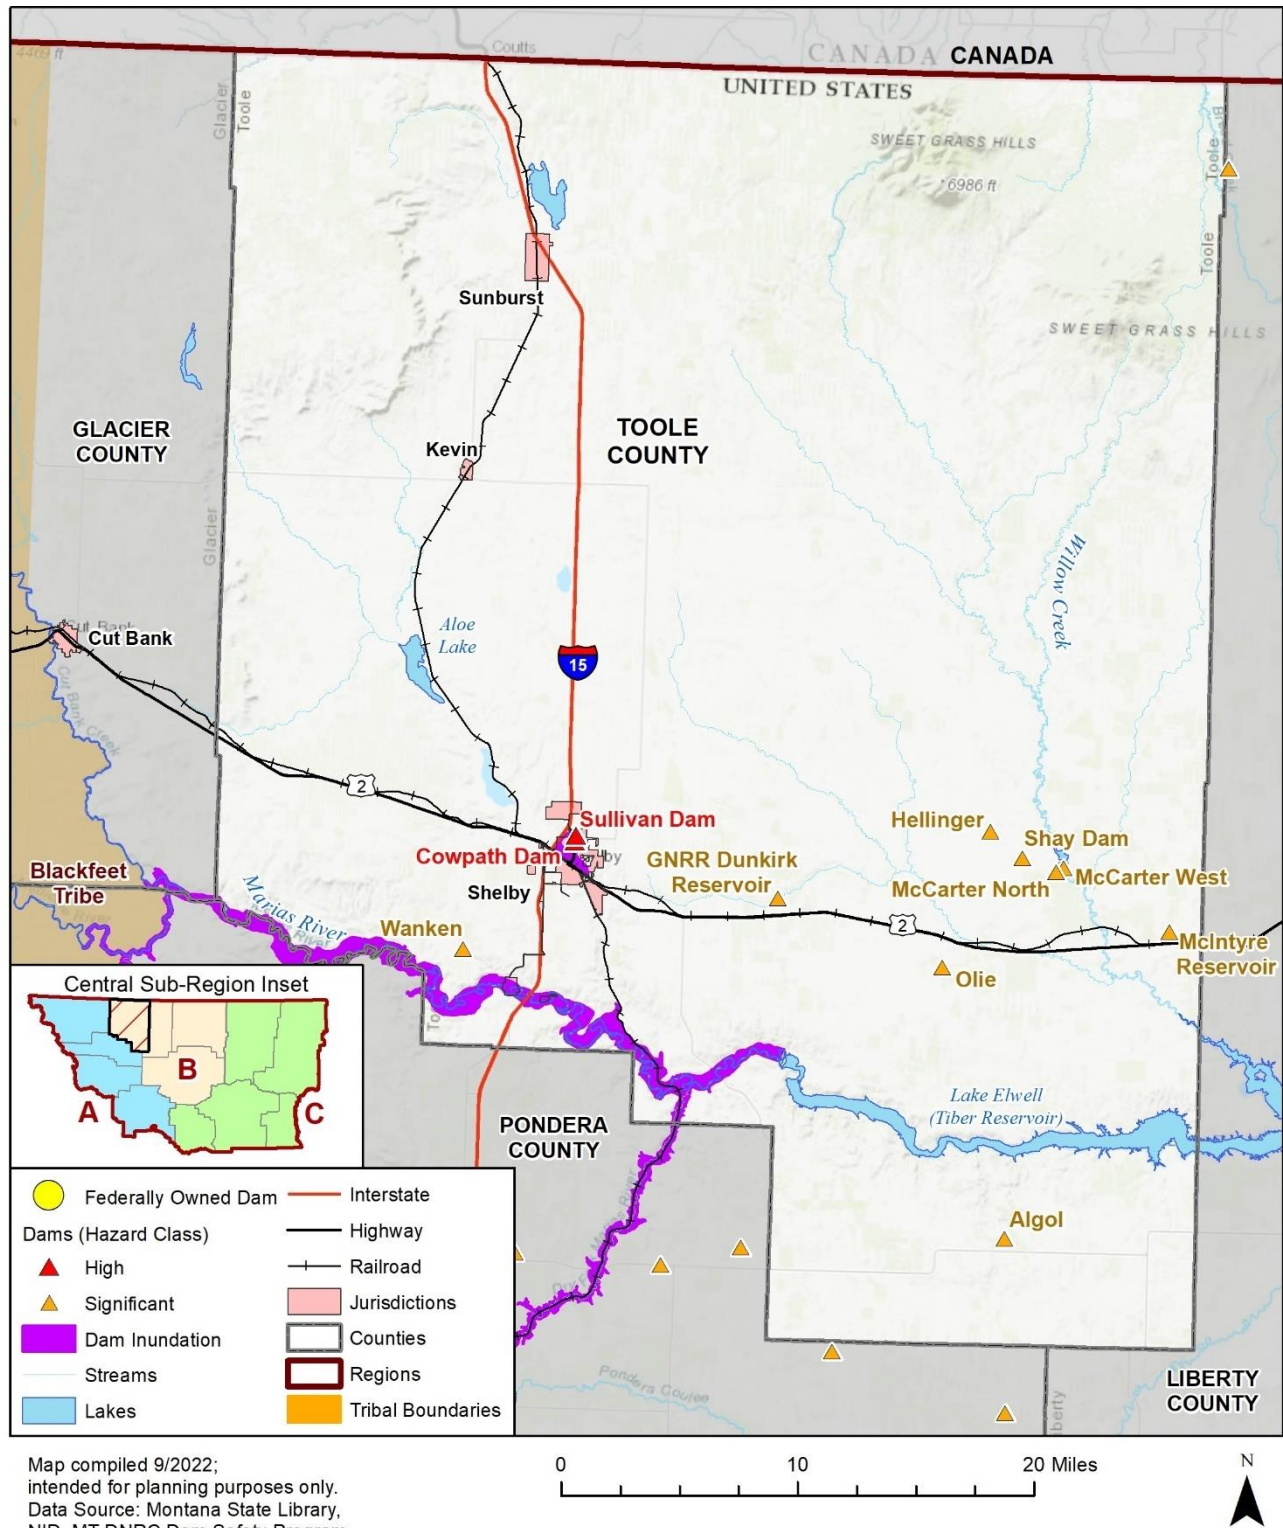 4469 ft
Coutts
CANADA CANADA
UNITED STATES
Glacier
Toole
SWEET GRASS HILLS
6986 ft
Toole
Toole
Sunburst
SWEET GRASS HILLS
GLACIER
COUNTY
Kevin
TOOLE
COUNTY
Glacier
Willow Creek
Cut Bank
Cut Bank
Aloe
Lake
15
Cut Bank Creek
2
Sullivan Dam
Hellinger
Shay Dam
Cowpath Dam
GNRR Dunkirk
Reservoir
McCarter West
McCarter North
Blackfeet
Tribe
Shelby
Marias River
River
Wanken
2
McIntyre
Reservoir
Olie
Central Sub-Region Inset
B
A
C
Lake Elwell
(Tiber Reservoir)
PONDERA
COUNTY
Algol
Federally Owned Dam
Interstate
Dams (Hazard Class)
Highway
High
Railroad
Significant
Jurisdictions
Dam Inundation
Counties
Streams
Regions
Lakes
Tribal Boundaries
Pondera Coulee
LIBERTY
COUNTY
Map compiled 9/2022;
intended for planning purposes only.
Data Source: Montana State Library,
0
10
20 Miles
N